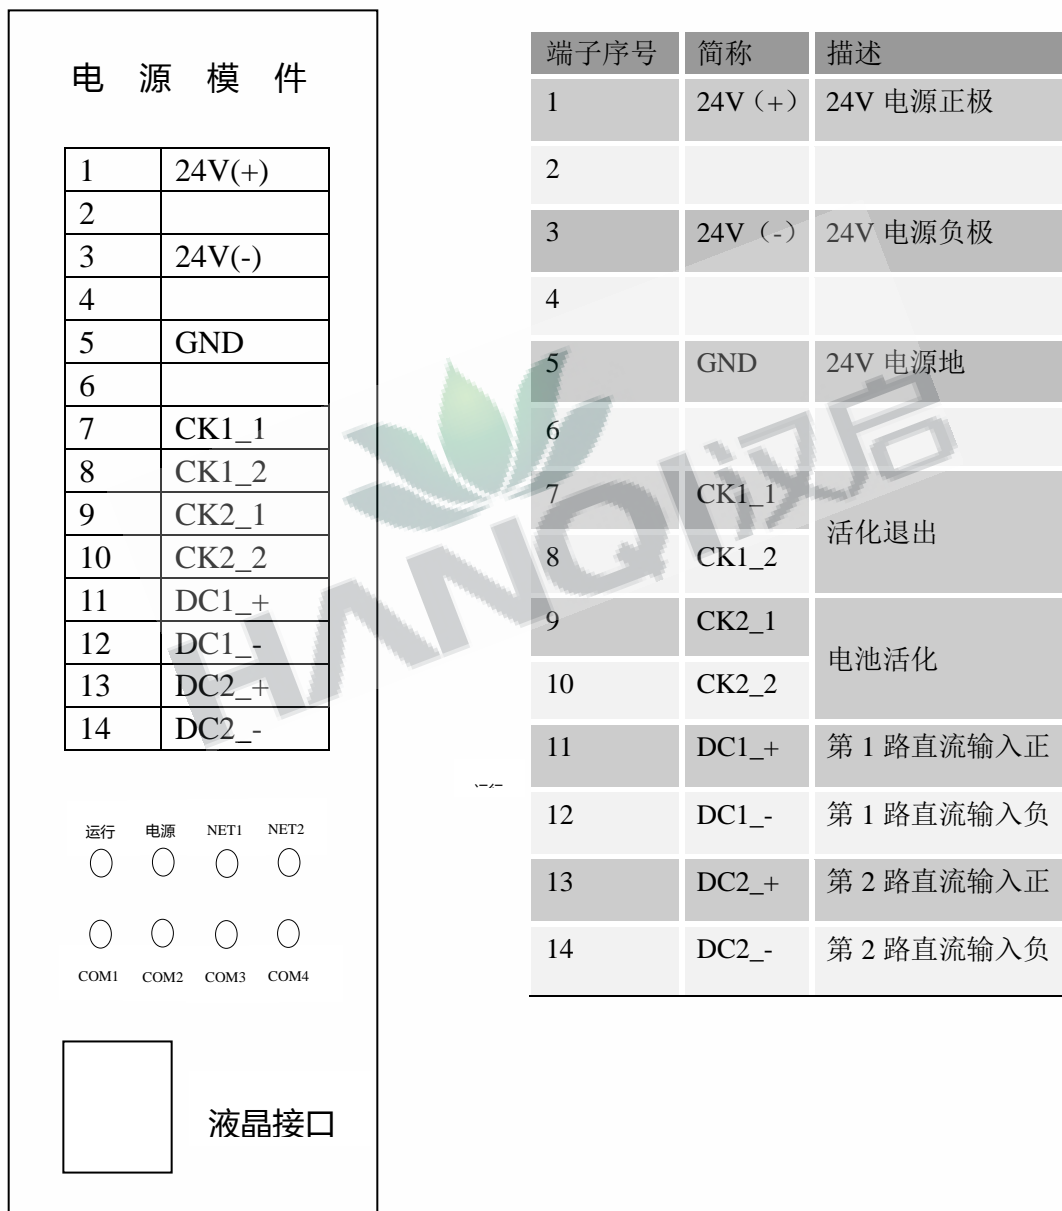 电 源 模 件
1 24V(+)
2
3 24V(-)
4
5 GND
6
7 CK1_1
8 CK1_2
9 CK2_1
10 CK2_2
11 DC1_+
12 DC1_-
13 DC2_+
14 DC2_-
运行 电源 NET1 NET2
COM1 COM2 COM3 COM4
液晶接口
端子序号 简称 描述
1 24V（+） 24V 电源正极
2
3 24V（-） 24V 电源负极
4
5 GND 24V 电源地
6
7 CK1_1
活化退出
8 CK1_2
9 CK2_1
电池活化
10 CK2_2
11 DC1_+ 第 1 路直流输入正
12 DC1_- 第 1 路直流输入负
13 DC2_+ 第 2 路直流输入正
14 DC2_- 第 2 路直流输入负
HANQI汉启